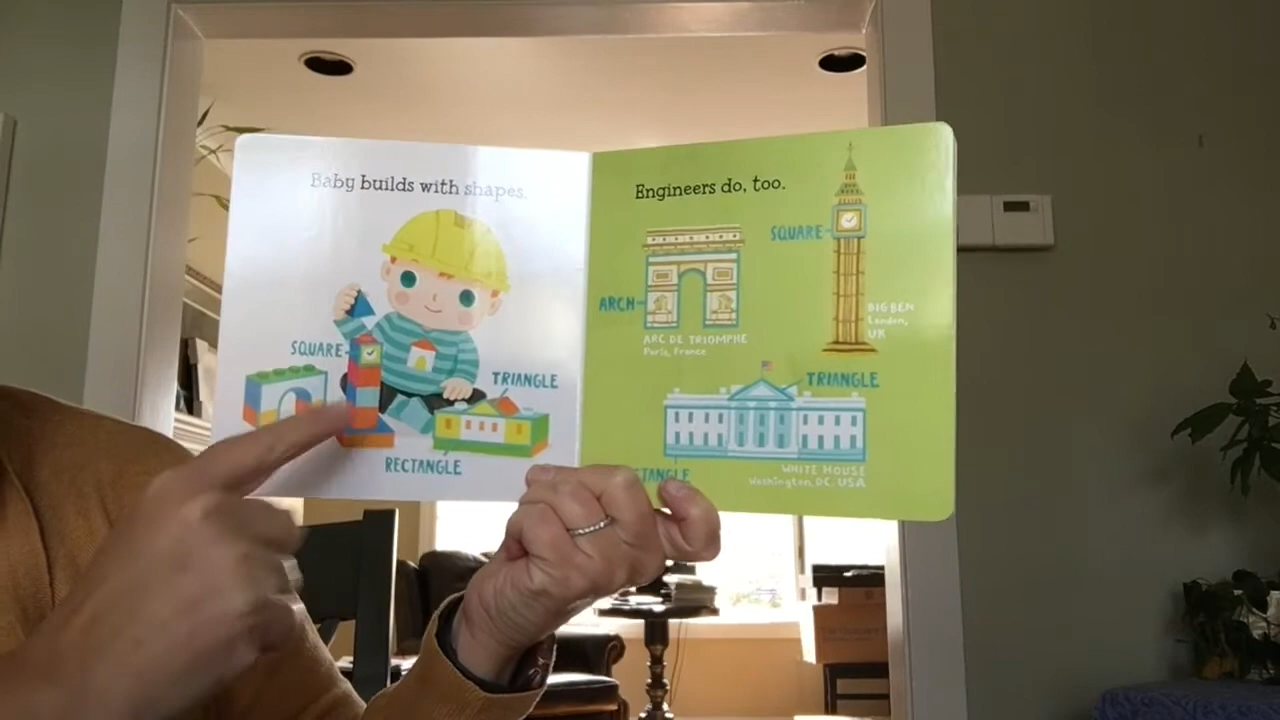 Baby builds with shapes.
SQUARE
TRIANGLE
RECTANGLE
Engineers do, too.
SQUARE
ARCH
ARC DE TRIOMPHE
Paris, France
BIG BEN
London,
UK
TRIANGLE
WHITE HOUSE
Washington, DC, USA